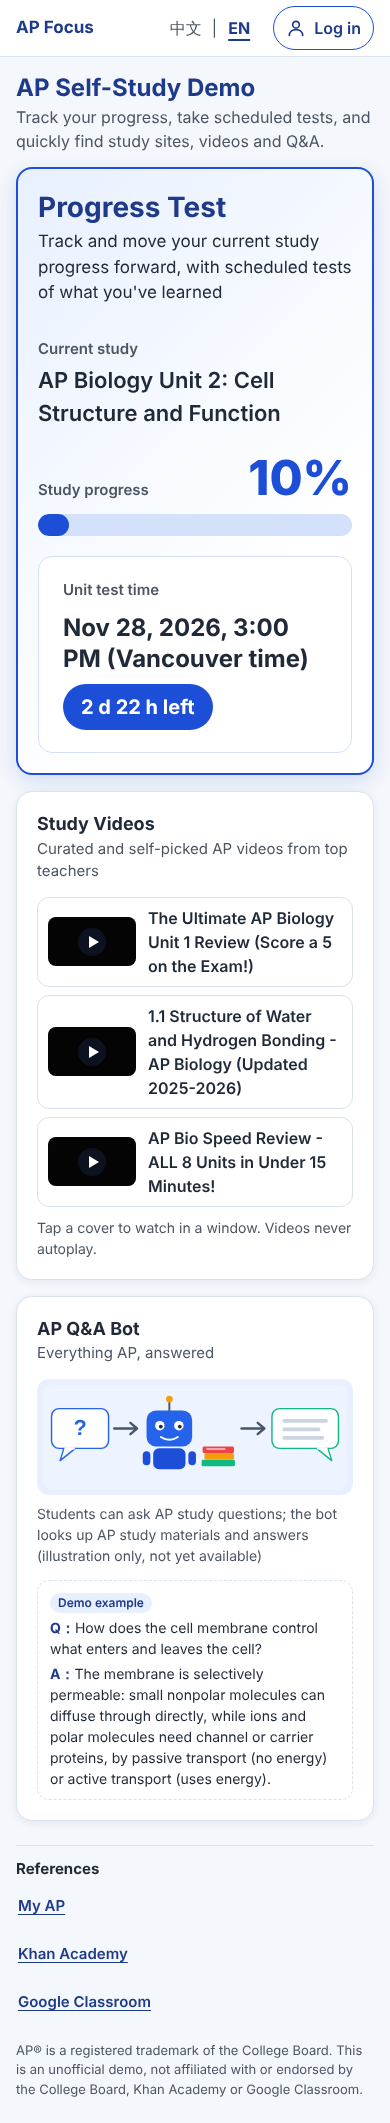 AP Focus
中文 | EN
Log in
AP Self-Study Demo
Track your progress, take scheduled tests, and
quickly find study sites, videos and Q&A.
Progress Test
Track and move your current study
progress forward, with scheduled tests
of what you've learned
Current study
AP Biology Unit 2: Cell
Structure and Function
Study progress
10%
Unit test time
Nov 28, 2026, 3:00
PM (Vancouver time)
2 d 22 h left
Study Videos
Curated and self-picked AP videos from top
teachers
The Ultimate AP Biology
Unit 1 Review (Score a 5
on the Exam!)
1.1 Structure of Water
and Hydrogen Bonding -
AP Biology (Updated
2025-2026)
AP Bio Speed Review -
ALL 8 Units in Under 15
Minutes!
Tap a cover to watch in a window. Videos never
autoplay.
AP Q&A Bot
Everything AP, answered
?
Students can ask AP study questions; the bot
looks up AP study materials and answers
(illustration only, not yet available)
Demo example
Q：How does the cell membrane control
what enters and leaves the cell?
A：The membrane is selectively
permeable: small nonpolar molecules can
diffuse through directly, while ions and
polar molecules need channel or carrier
proteins, by passive transport (no energy)
or active transport (uses energy).
References
My AP
Khan Academy
Google Classroom
AP® is a registered trademark of the College Board. This
is an unofficial demo, not affiliated with or endorsed by
the College Board, Khan Academy or Google Classroom.